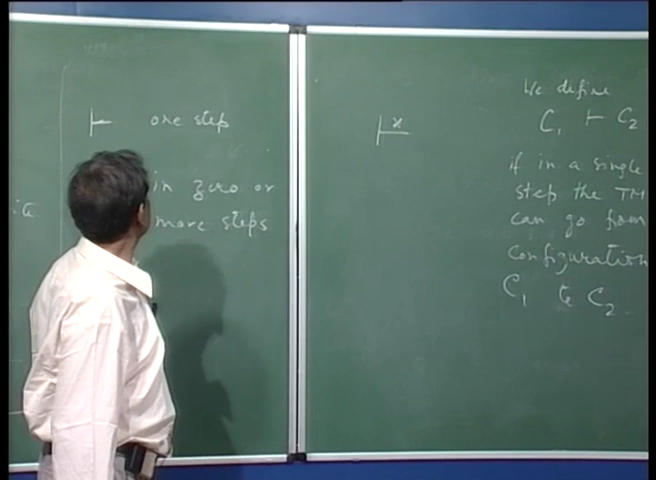 ⊢ one step
in zero or
more steps
⊢*
We define
C₁ ⊢ C₂
if in a single
step the TM
can go from
configuration
C₁ to C₂.